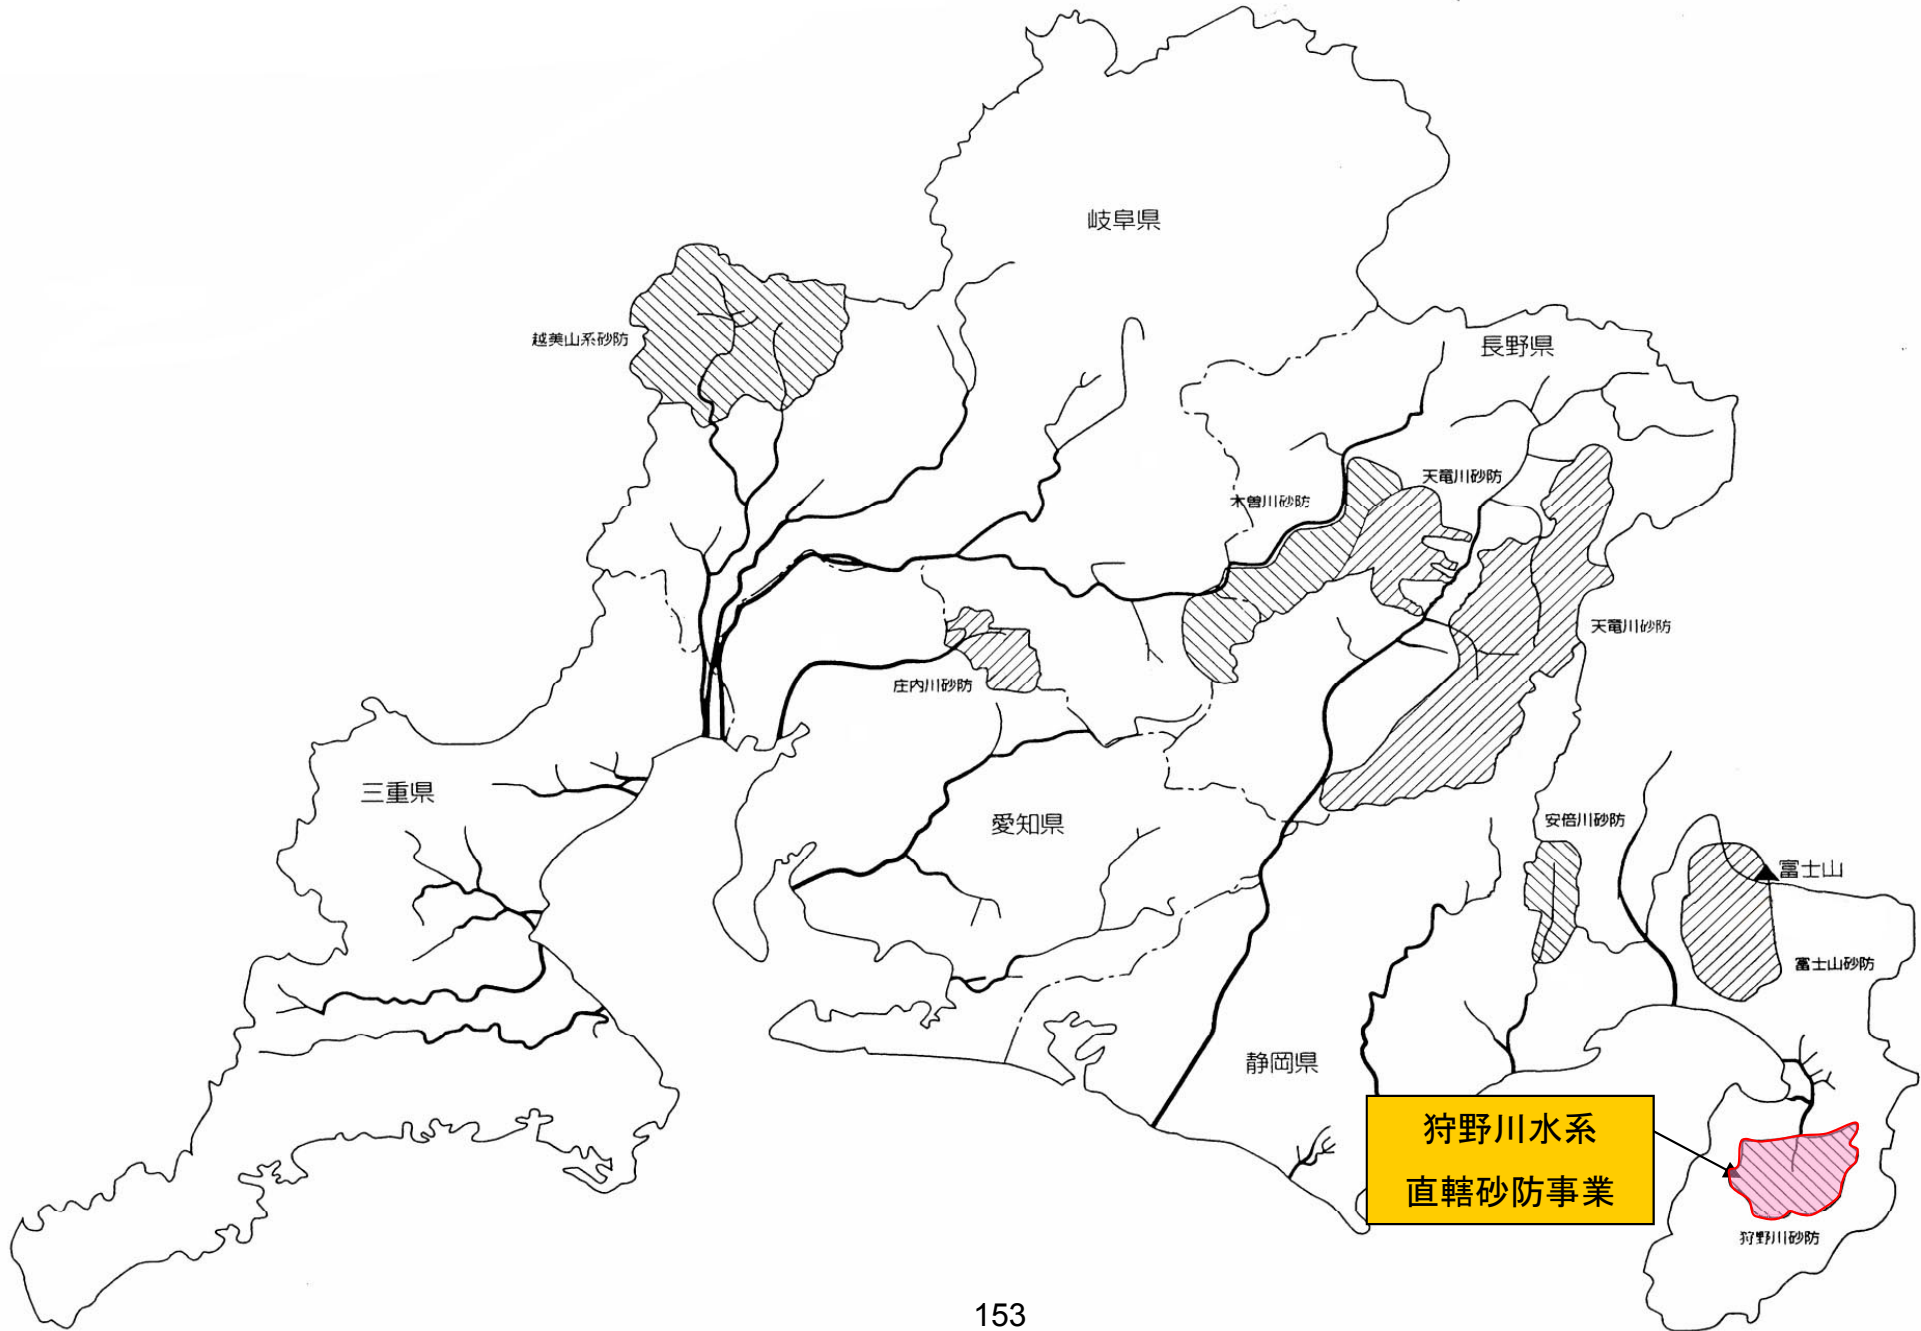 岐阜県
越美山系砂防
長野県
天竜川砂防
木曽川砂防
天竜川砂防
庄内川砂防
三重県
愛知県
安倍川砂防
富士山
富士山砂防
静岡県
狩野川水系
直轄砂防事業
狩野川砂防
153